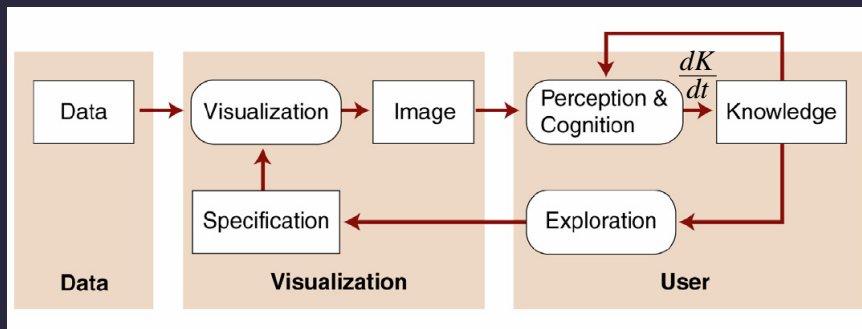 dK
dt
Data
Visualization
Image
Perception &
Cognition
Knowledge
Specification
Exploration
Data
Visualization
User